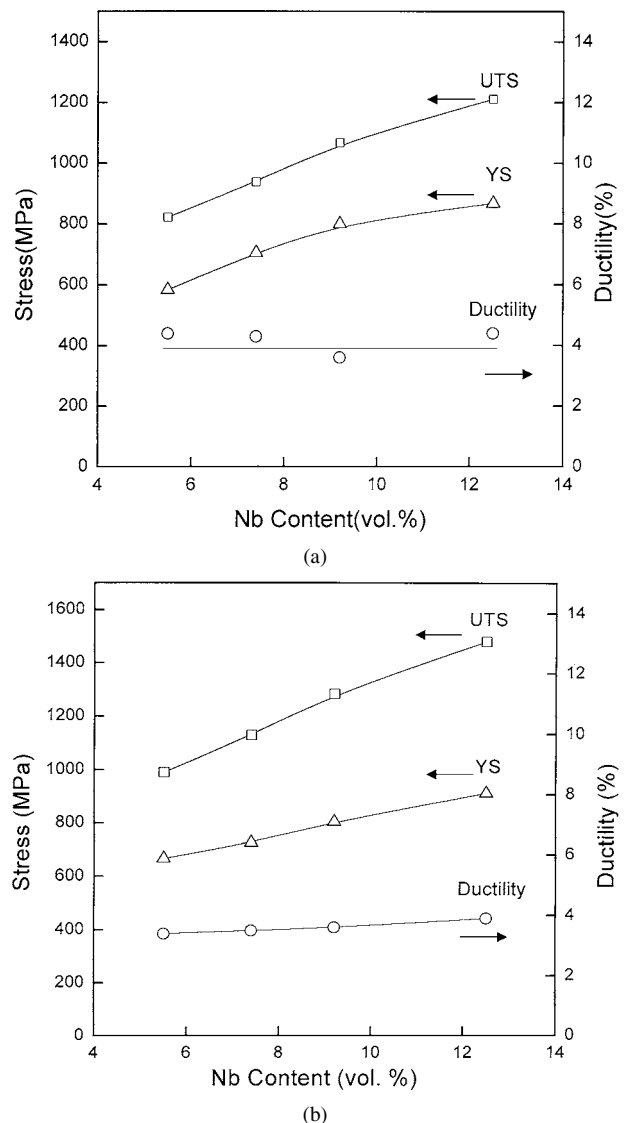 1400
1200
1000
800
600
400
200
0
Stress(MPa)
14
12
10
8
6
4
2
0
Ductility(%)
UTS
YS
Ductility
4 6 8 10 12 14
Nb Content(vol.%)
(a)
1600
1400
1200
1000
800
600
400
200
0
Stress (MPa)
14
12
10
8
6
4
2
0
Ductility (%)
UTS
YS
Ductility
4 6 8 10 12 14
Nb Content (vol. %)
(b)